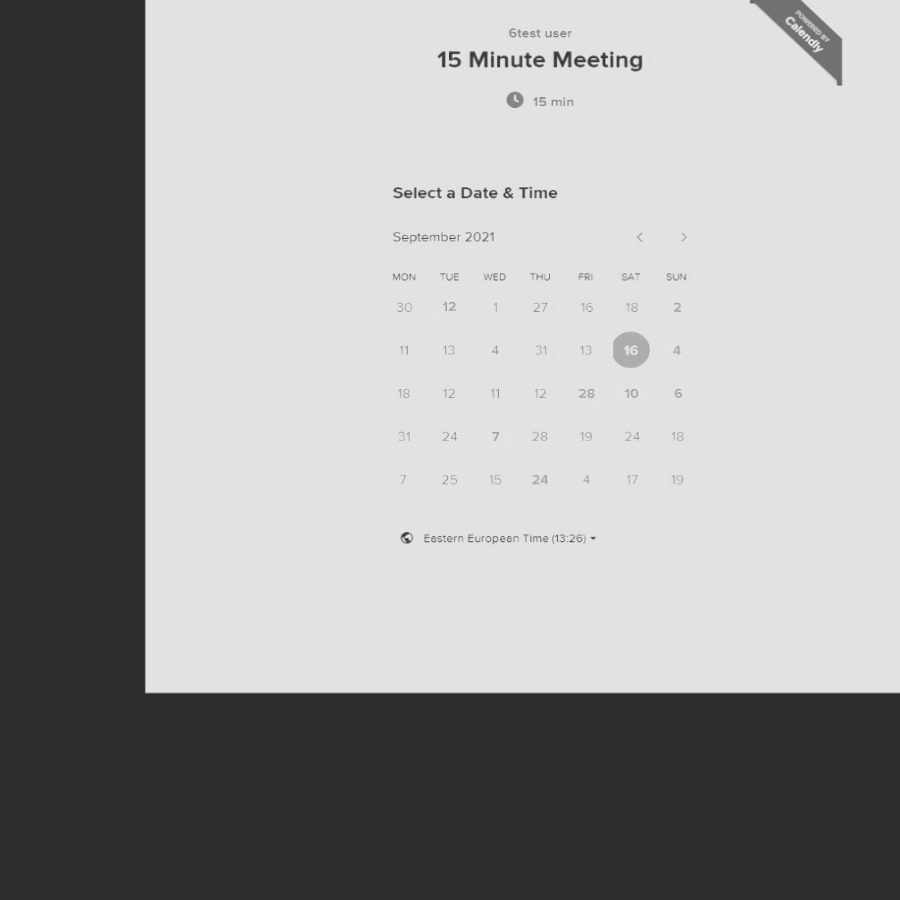 6test user
POWERED BY
Calendly
15 Minute Meeting
15 min
Select a Date & Time
September 2021
MON TUE WED THU FRI SAT SUN
30 12 1 27 16 18 2
11 13 4 31 13 16 4
18 12 11 12 28 10 6
31 24 7 28 19 24 18
7 25 15 24 4 17 19
Eastern European Time (13:26)